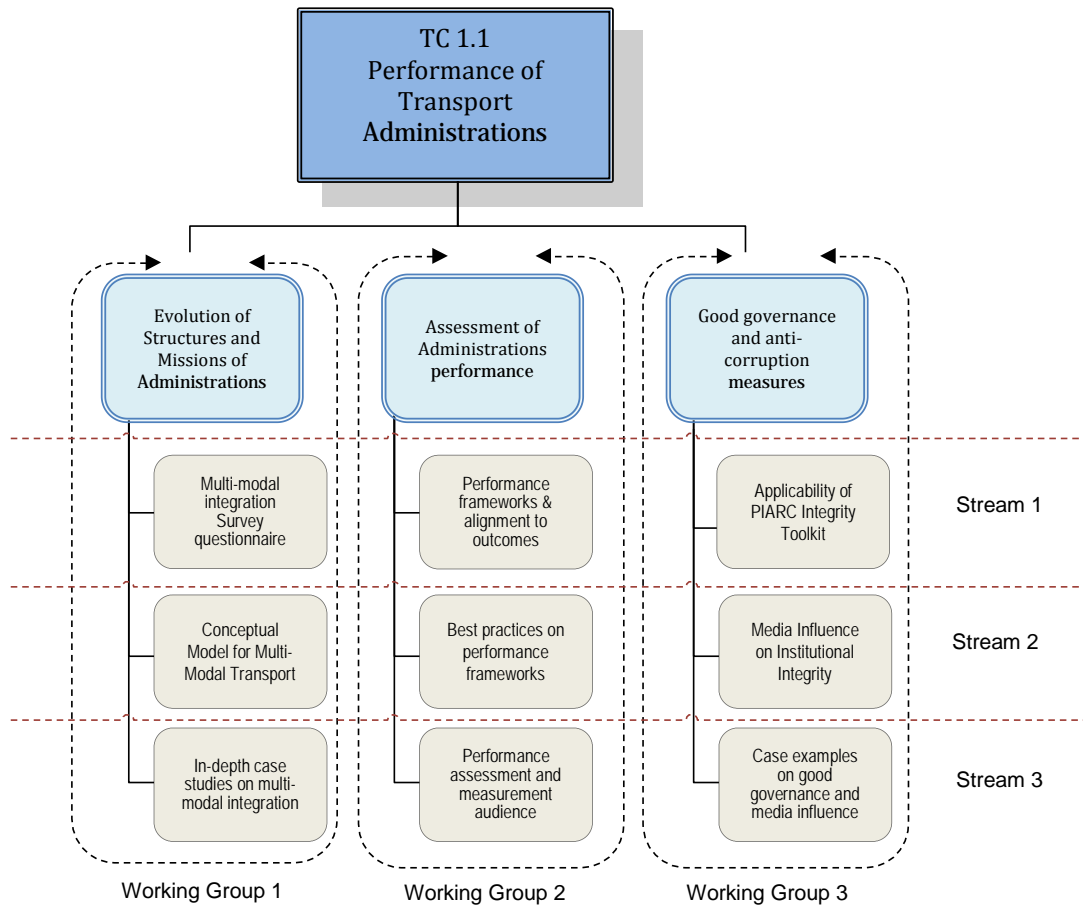 TC 1.1
Performance of
Transport
Administrations
Evolution of
Structures and
Missions of
Administrations
Assessment of
Administrations
performance
Good governance
and anti-
corruption
measures
Multi-modal
integration
Survey
questionnaire
Performance
frameworks &
alignment to
outcomes
Applicability of
PIARC Integrity
Toolkit
Stream 1
Conceptual
Model for Multi-
Modal Transport
Best practices on
performance
frameworks
Media Influence
on Institutional
Integrity
Stream 2
In-depth case
studies on multi-
modal integration
Performance
assessment and
measurement
audience
Case examples
on good
governance and
media influence
Stream 3
Working Group 1
Working Group 2
Working Group 3